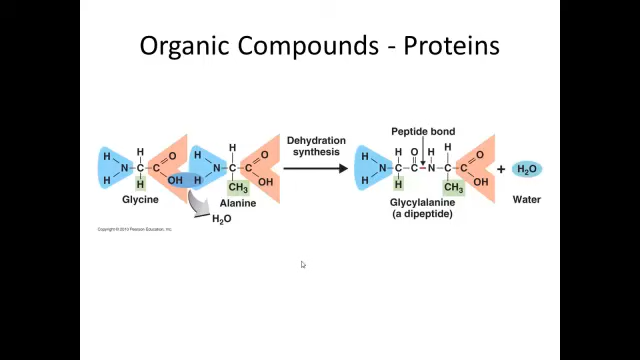 Organic Compounds - Proteins
H H
N C C O
H H OH
Glycine
H H
N C C O
H CH3 OH
Alanine
H2O
Dehydration
synthesis
Peptide bond
H H O H H
N C C N C C O
H H CH3 OH
Glycylalanine
(a dipeptide)
+
H2O
Water
Copyright © 2010 Pearson Education, Inc.